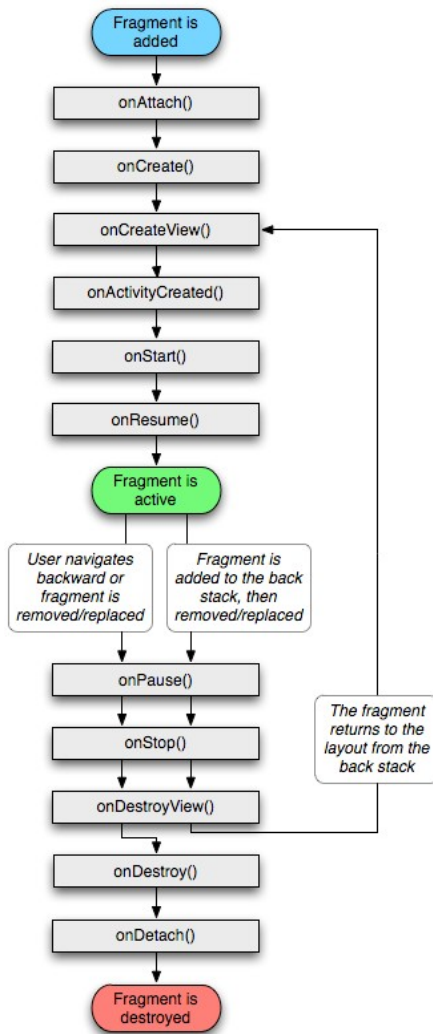 Fragment is
added
onAttach()
onCreate()
onCreateView()
onActivityCreated()
onStart()
onResume()
Fragment is
active
User navigates
backward or
fragment is
removed/replaced
Fragment is
added to the back
stack, then
removed/replaced
onPause()
onStop()
onDestroyView()
The fragment
returns to the
layout from the
back stack
onDestroy()
onDetach()
Fragment is
destroyed